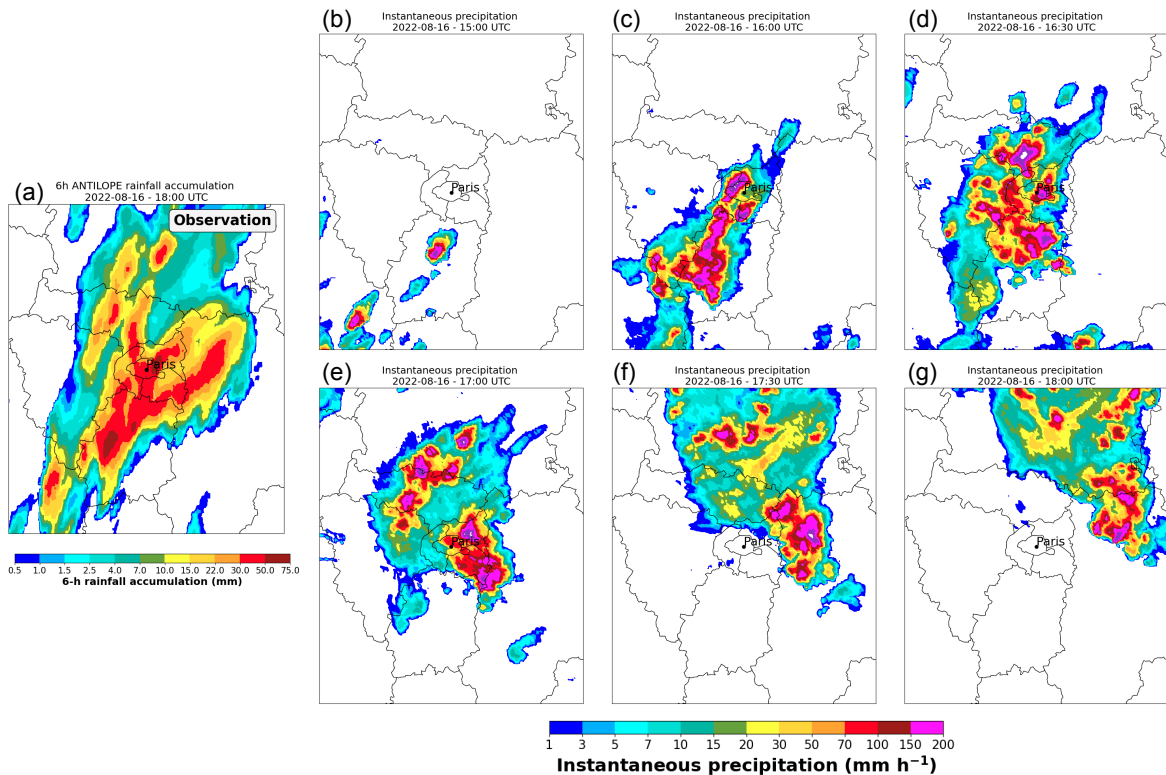 (a)
6h ANTILOPE rainfall accumulation
2022-08-16 - 18:00 UTC
Observation
Paris
0.5 1.0 1.5 2.5 4.0 7.0 10.0 15.0 22.0 30.0 50.0 75.0
6-h rainfall accumulation (mm)
(b)
Instantaneous precipitation
2022-08-16 - 15:00 UTC
Paris
(c)
Instantaneous precipitation
2022-08-16 - 16:00 UTC
Paris
(d)
Instantaneous precipitation
2022-08-16 - 16:30 UTC
Paris
(e)
Instantaneous precipitation
2022-08-16 - 17:00 UTC
Paris
(f)
Instantaneous precipitation
2022-08-16 - 17:30 UTC
Paris
(g)
Instantaneous precipitation
2022-08-16 - 18:00 UTC
Paris
1 3 5 7 10 15 20 30 50 70 100 150 200
Instantaneous precipitation (mm h⁻¹)